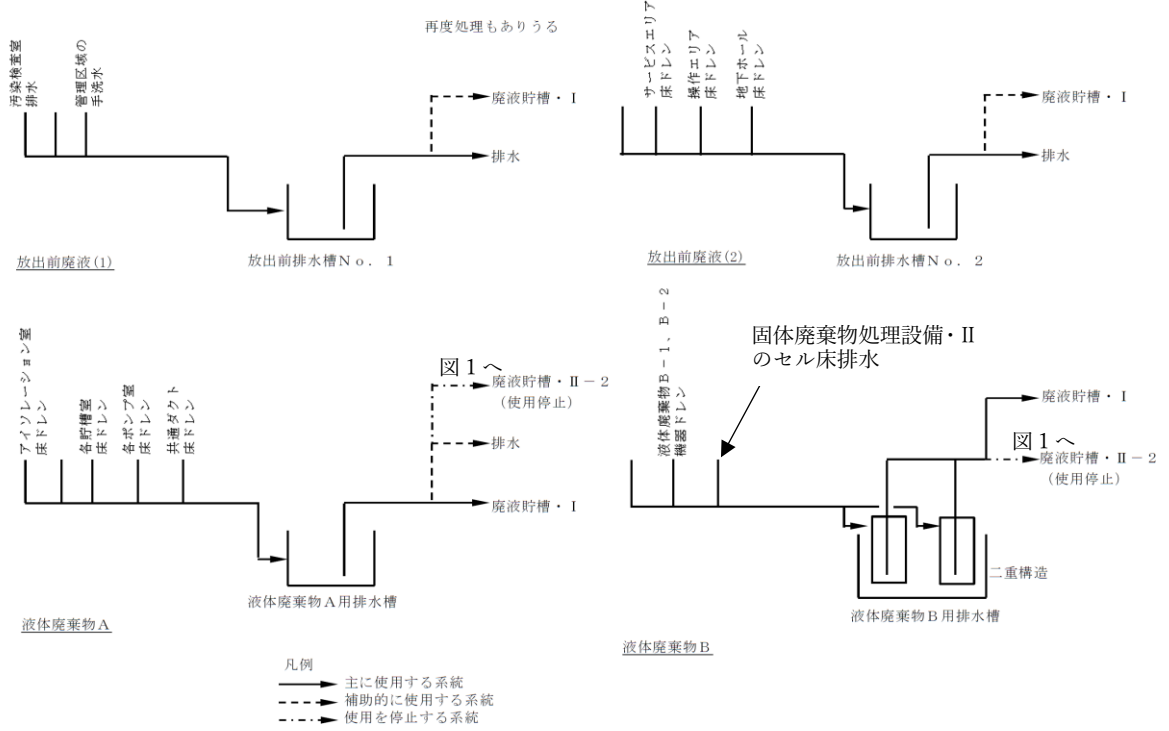 再度処理もありうる
汚染検査室
排水
管理区域の
手洗水
廃液貯槽・Ⅰ
排水
放出前廃液(1)
放出前排水槽Ｎｏ．１
サービスエリア
床ドレン
操作エリア
床ドレン
地下ホール
床ドレン
廃液貯槽・Ⅰ
排水
放出前廃液(2)
放出前排水槽Ｎｏ．２
アイソレーション室
床ドレン
各貯槽室
床ドレン
各ポンプ室
床ドレン
共通ダクト
床ドレン
図１へ
廃液貯槽・Ⅱ－２
（使用停止）
排水
廃液貯槽・Ⅰ
液体廃棄物Ａ用排水槽
液体廃棄物Ａ
液体廃棄物Ｂ－１、Ｂ－２
機器ドレン
固体廃棄物処理設備・Ⅱ
のセル床排水
廃液貯槽・Ⅰ
図１へ
廃液貯槽・Ⅱ－２
（使用停止）
二重構造
液体廃棄物Ｂ用排水槽
液体廃棄物Ｂ
凡例
主に使用する系統
補助的に使用する系統
使用を停止する系統